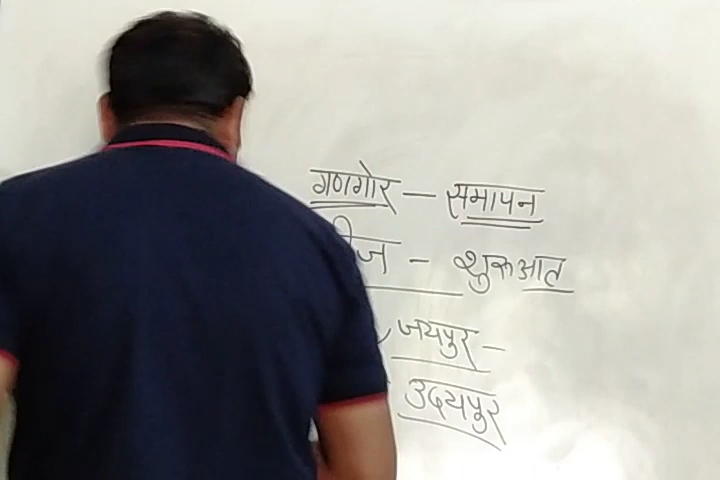 गणगोर – समापन
– शुरूआत
जयपुर –
उदयपुर